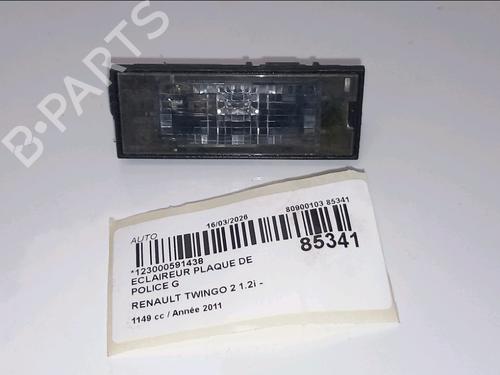 B-PARTS
AUTO
16/03/2026
80900103 85341
85341
*123000591438
ECLAIREUR PLAQUE DE
POLICE G
RENAULT TWINGO 2 1.2i -
1149 cc / Année 2011